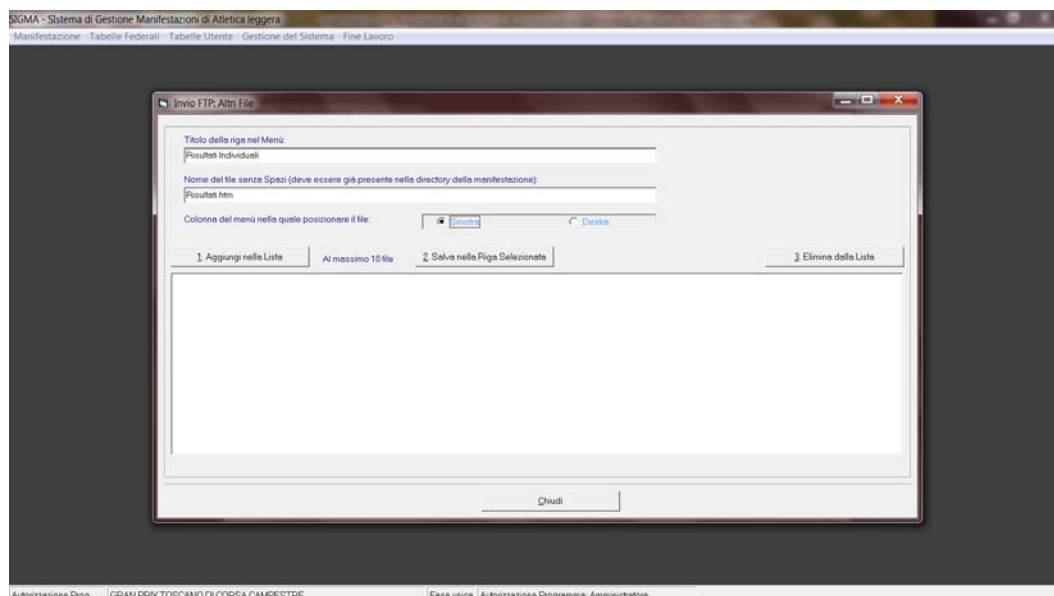 SIGMA - SIstema di Gestione Manifestazioni di Atletica leggera
Manifestazione Tabelle Federali Tabelle Utente Gestione del Sistema Fine Lavoro
Invio FTP: Altri File
Titolo della riga nel Menù:
Risultati Individuali
Nome del file senza Spazi (deve essere già presente nella directory della manifestazione):
Risultati.htm
Colonna del menù nella quale posizionare il file: Sinistra Destra
1. Aggiungi nella Lista Al massimo 10 file 2. Salva nella Riga Selezionata 3. Elimina dalla Lista
Chiudi
Autorizzazione Prog. GRAN PRIX TOSCANO DI CORSA CAMPESTRE Fase unica Autorizzazione Programma: Amministratore